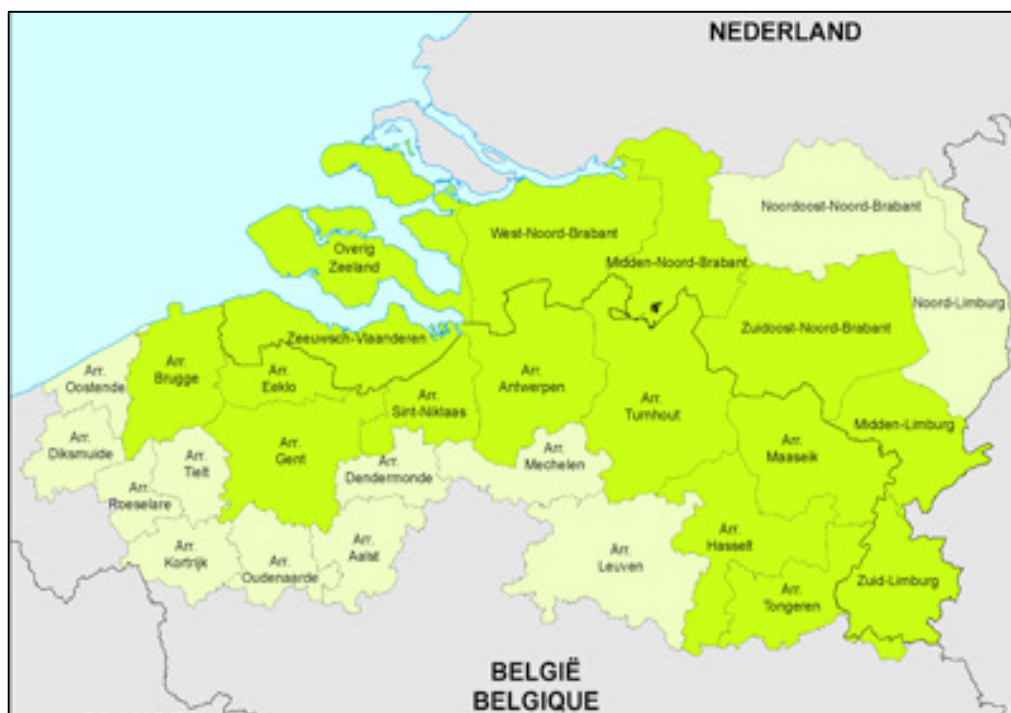 NEDERLAND
Noordoost-Noord-Brabant
West-Noord-Brabant
Overig
Zeeland
Midden-Noord-Brabant
Noord-Limburg
Zuidoost-Noord-Brabant
Zeeuwsch-Vlaanderen
Arr.
Oostende
Arr.
Brugge
Arr.
Eeklo
Arr.
Sint-Niklaas
Arr.
Antwerpen
Arr.
Turnhout
Midden-Limburg
Arr.
Diksmuide
Arr.
Tielt
Arr.
Gent
Arr.
Dendermonde
Arr.
Mechelen
Arr.
Maaseik
Arr.
Roeselare
Arr.
Kortrijk
Arr.
Oudenaarde
Arr.
Aalst
Arr.
Leuven
Arr.
Hasselt
Arr.
Tongeren
Zuid-Limburg
BELGIË
BELGIQUE